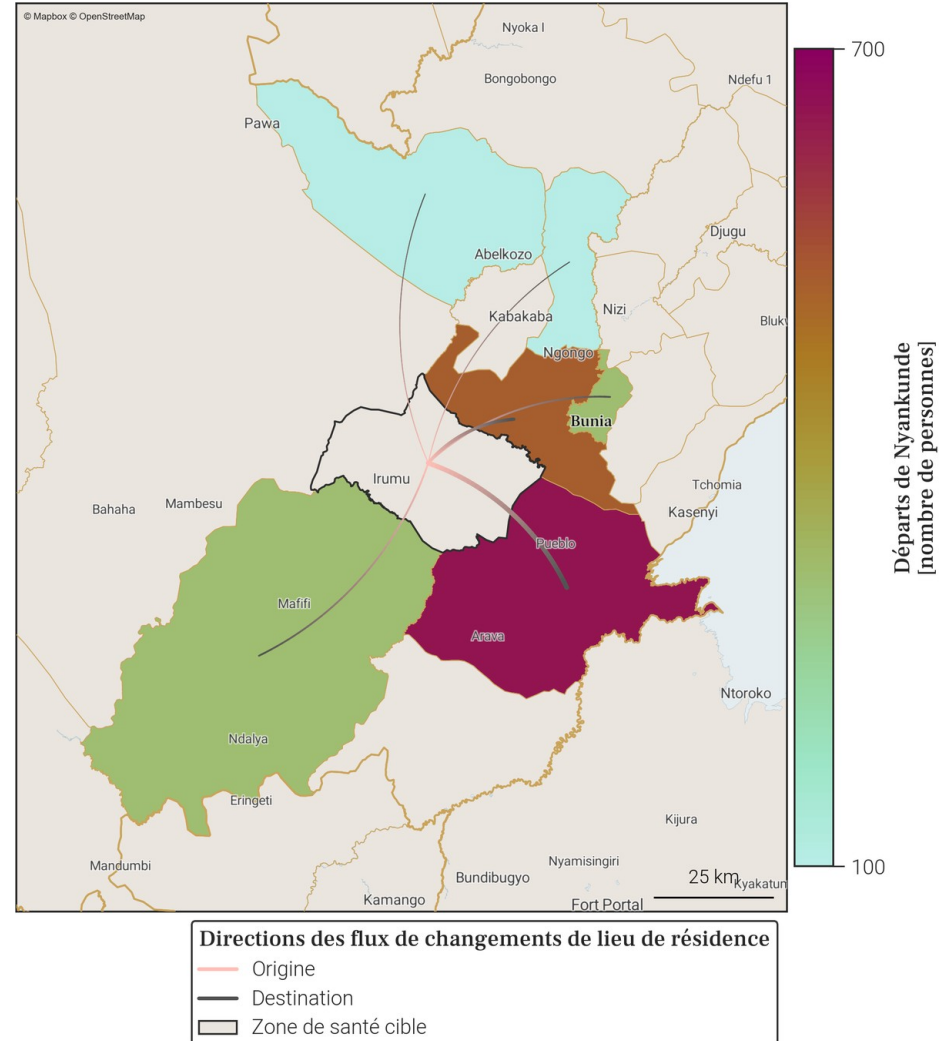 © Mapbox © OpenStreetMap
Nyoka I
Bongobongo
Ndefu 1
Pawa
Djugu
Abelkozo
Nizi
Kabakaba
Ngongo
Bunia
Irumu
Tchomia
Kasenyi
Mambesu
Bahaha
Mafifi
Arava
Ntoroko
Ndalya
Eringeti
Kijura
Mandumbi
Nyamisingiri
Bundibugyo
Kamango
Fort Portal
25 km
Kyakatun
700
100
Départs de Nyankunde
[nombre de personnes]
Directions des flux de changements de lieu de résidence
Origine
Destination
Zone de santé cible